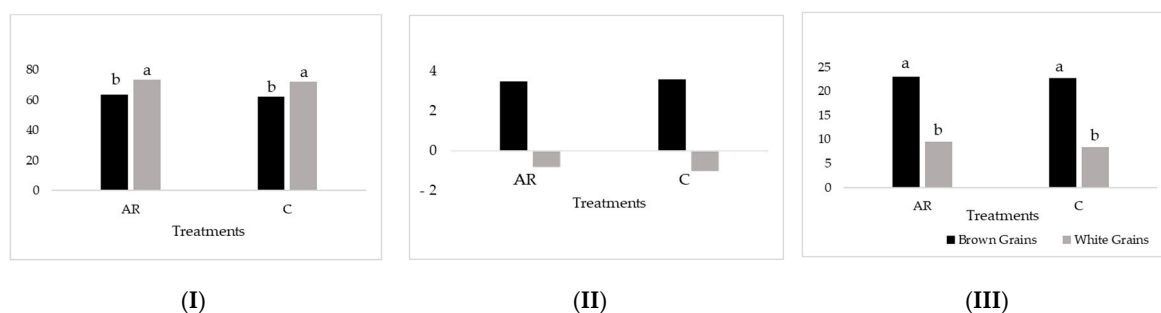 80
60
40
20
0
b a b a
AR C
Treatments
(I)
4
2
0
- 2
AR C
Treatments
(II)
25
20
15
10
5
0
a b a b
AR C
Treatments
Brown Grains White Grains
(III)